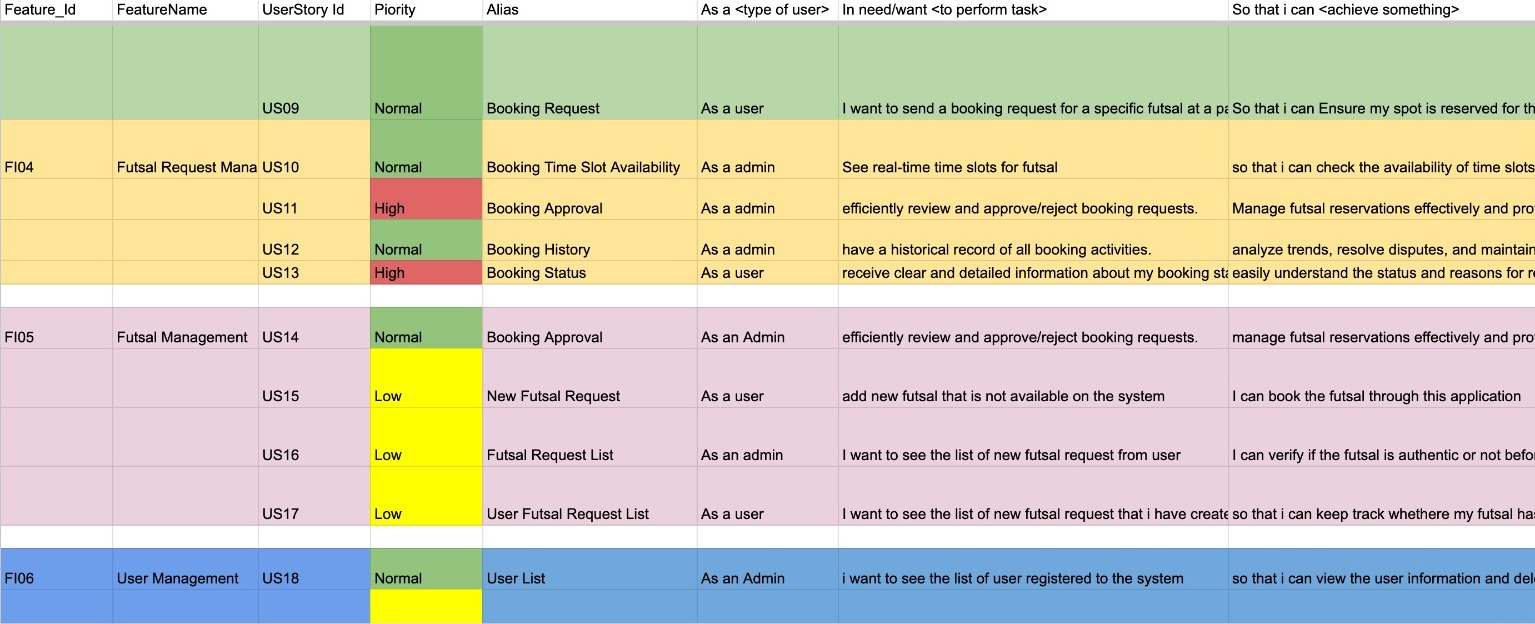 Feature_Id FeatureName UserStory Id Piority Alias As a <type of user> In need/want <to perform task> So that i can <achieve something>
US09 Normal Booking Request As a user I want to send a booking request for a specific futsal at a So that i can Ensure my spot is reserved for
FI04 Futsal Request US10 Normal Booking Time Slot Availability As a admin See real-time time slots for futsal so that i can check the availability of time slots
US11 High Booking Approval As a admin efficiently review and approve/reject booking requests. Manage futsal reservations effectively and
US12 Normal Booking History As a admin have a historical record of all booking activities. analyze trends, resolve disputes, and
US13 High Booking Status As a user receive clear and detailed information about my booking easily understand the status and reasons for
FI05 Futsal Management US14 Normal Booking Approval As an Admin efficiently review and approve/reject booking requests. manage futsal reservations effectively and
US15 Low New Futsal Request As a user add new futsal that is not available on the system I can book the futsal through this application
US16 Low Futsal Request List As an admin I want to see the list of new futsal request from user I can verify if the futsal is authentic or not
US17 Low User Futsal Request List As a user I want to see the list of new futsal request that i have so that i can keep track whethere my futsal
FI06 User Management US18 Normal User List As an Admin i want to see the list of user registered to the system so that i can view the user information and